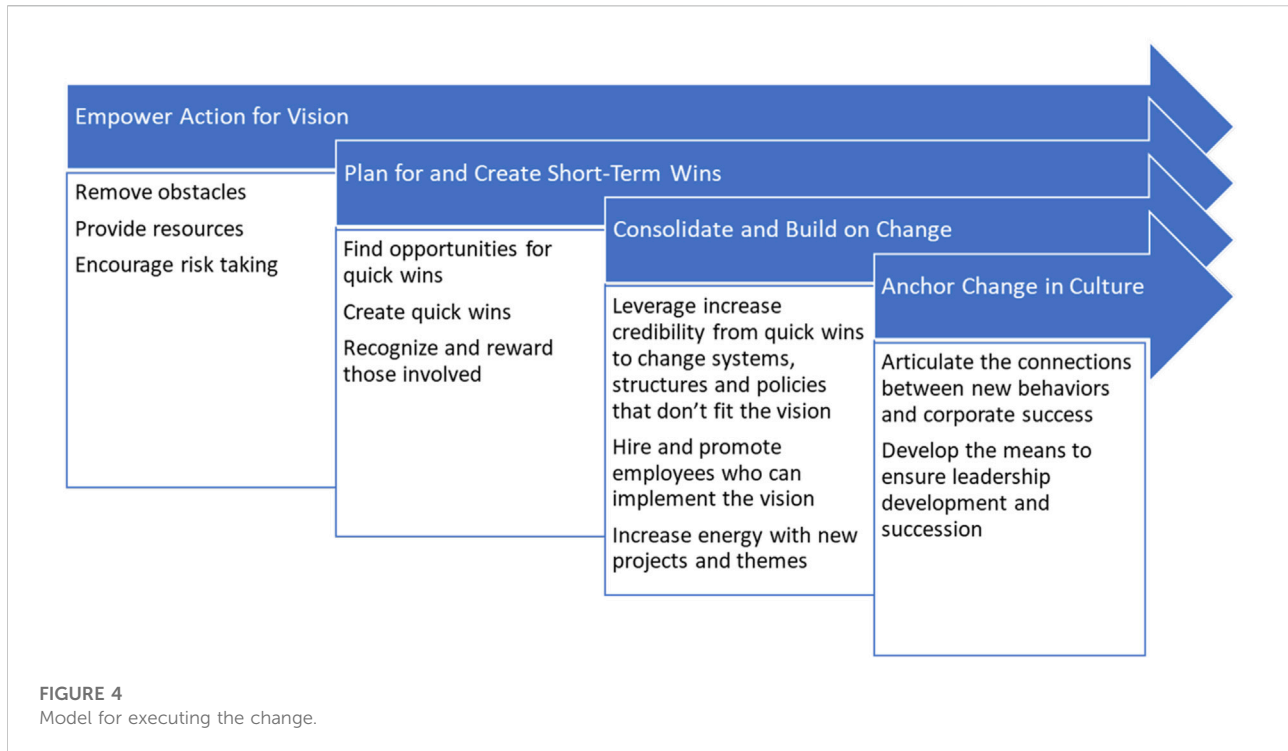 Empower Action for Vision
Remove obstacles
Provide resources
Encourage risk taking
Plan for and Create Short-Term Wins
Find opportunities for
quick wins
Create quick wins
Recognize and reward
those involved
Consolidate and Build on Change
Leverage increase
credibility from quick wins
to change systems,
structures and policies
that don't fit the vision
Hire and promote
employees who can
implement the vision
Increase energy with new
projects and themes
Anchor Change in Culture
Articulate the connections
between new behaviors
and corporate success
Develop the means to
ensure leadership
development and
succession
FIGURE 4
Model for executing the change.